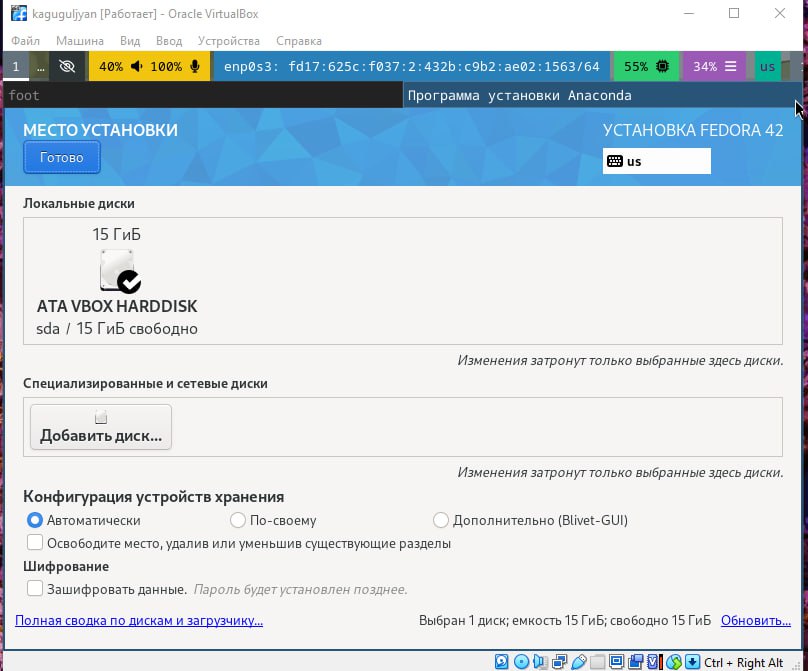 kaguguljyan [Работает] - Oracle VirtualBox
Файл Машина Вид Ввод Устройства Справка
1 ... 40% 100% enp0s3: fd17:625c:f037:2:432b:c9b2:ae02:1563/64 55% 34% us
foot Программа установки Anaconda
МЕСТО УСТАНОВКИ УСТАНОВКА FEDORA 42
Готово us
Локальные диски
15 ГиБ
ATA VBOX HARDDISK
sda / 15 ГиБ свободно
Изменения затронут только выбранные здесь диски.
Специализированные и сетевые диски
Добавить диск...
Изменения затронут только выбранные здесь диски.
Конфигурация устройств хранения
Автоматически По-своему Дополнительно (Blivet-GUI)
Освободите место, удалив или уменьшив существующие разделы
Шифрование
Зашифровать данные. Пароль будет установлен позднее.
Полная сводка по дискам и загрузчику... Выбран 1 диск; емкость 15 ГиБ; свободно 15 ГиБ Обновить...
Ctrl + Right Alt